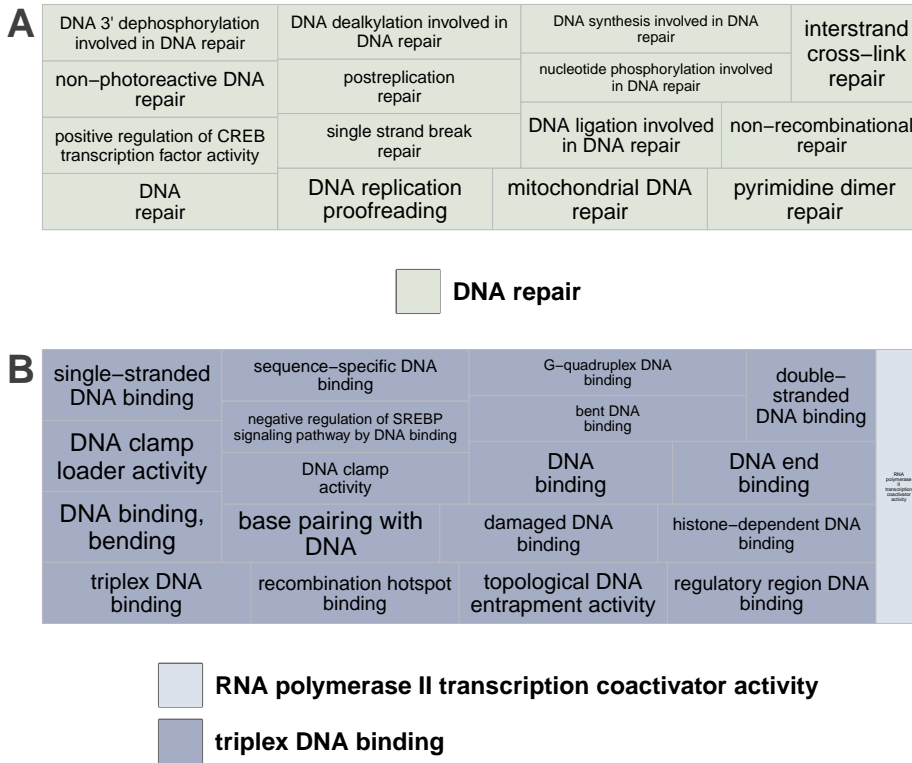 A
DNA 3' dephosphorylation
involved in DNA repair
DNA dealkylation involved in
DNA repair
DNA synthesis involved in DNA
repair
interstrand
cross−link
repair
non−photoreactive DNA
repair
postreplication
repair
nucleotide phosphorylation involved
in DNA repair
positive regulation of CREB
transcription factor activity
single strand break
repair
DNA ligation involved
in DNA repair
non−recombinational
repair
DNA
repair
DNA replication
proofreading
mitochondrial DNA
repair
pyrimidine dimer
repair
DNA repair
B
single−stranded
DNA binding
sequence−specific DNA
binding
G−quadruplex DNA
binding
double−
stranded
DNA binding
negative regulation of SREBP
signaling pathway by DNA binding
bent DNA
binding
DNA clamp
loader activity
DNA clamp
activity
DNA
binding
DNA end
binding
RNA
polymerase
II
transcription
coactivator
activity
DNA binding,
bending
base pairing with
DNA
damaged DNA
binding
histone−dependent DNA
binding
triplex DNA
binding
recombination hotspot
binding
topological DNA
entrapment activity
regulatory region DNA
binding
RNA polymerase II transcription coactivator activity
triplex DNA binding